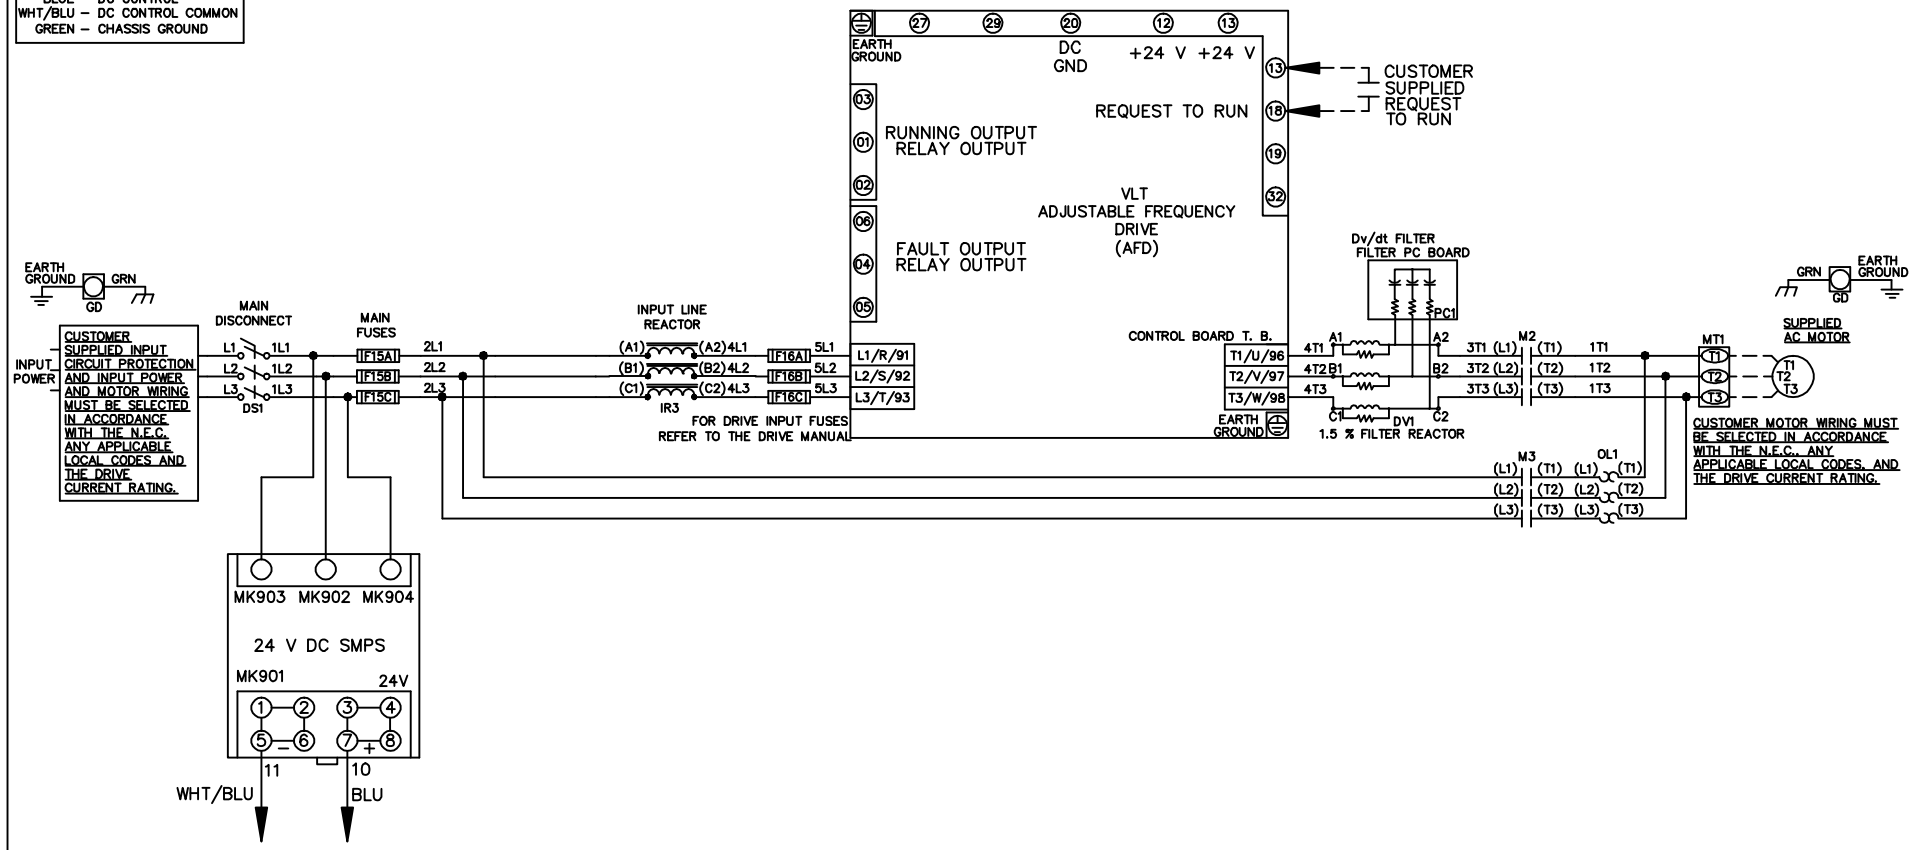 WHT/BLU – DC CONTROL COMMON
GREEN – CHASSIS GROUND
EARTH
GROUND
27
29
20
12
13
DC
GND
+24 V
+24 V
13
18
19
32
CUSTOMER
SUPPLIED
REQUEST
TO RUN
REQUEST TO RUN
03
01
02
RUNNING OUTPUT
RELAY OUTPUT
06
04
05
FAULT OUTPUT
RELAY OUTPUT
VLT
ADJUSTABLE FREQUENCY
DRIVE
(AFD)
CONTROL BOARD T. B.
L1/R/91
L2/S/92
L3/T/93
T1/U/96
T2/V/97
T3/W/98
EARTH
GROUND
EARTH
GROUND
GRN
GD
INPUT
POWER
CUSTOMER
SUPPLIED INPUT
CIRCUIT PROTECTION
AND INPUT POWER
AND MOTOR WIRING
MUST BE SELECTED
IN ACCORDANCE
WITH THE N.E.C.
ANY APPLICABLE
LOCAL CODES AND
THE DRIVE
CURRENT RATING.
MAIN
DISCONNECT
L1
1L1
L2
1L2
L3
1L3
DS1
MAIN
FUSES
F15A
F15B
F15C
2L1
2L2
2L3
INPUT LINE
REACTOR
(A1)
(A2)
4L1
(B1)
(B2)
4L2
(C1)
(C2)
4L3
IR3
F16A
5L1
F16B
5L2
F16C
5L3
FOR DRIVE INPUT FUSES
REFER TO THE DRIVE MANUAL
Dv/dt FILTER
FILTER PC BOARD
PC1
4T1
A1
A2
4T2
B1
B2
4T3
C1
C2
DV1
1.5 % FILTER REACTOR
M2
3T1 (L1)
(T1)
1T1
3T2 (L2)
(T2)
1T2
3T3 (L3)
(T3)
1T3
GRN
GD
EARTH
GROUND
SUPPLIED
AC MOTOR
MT1
T1
T2
T3
T1
T2
T3
CUSTOMER MOTOR WIRING MUST
BE SELECTED IN ACCORDANCE
WITH THE N.E.C., ANY
APPLICABLE LOCAL CODES, AND
THE DRIVE CURRENT RATING.
M3
OL1
(L1)
(T1)
(L1)
(T1)
(L2)
(T2)
(L2)
(T2)
(L3)
(T3)
(L3)
(T3)
MK903
MK902
MK904
24 V DC SMPS
MK901
24V
1
2
3
4
5
6
7
8
–
+
11
10
WHT/BLU
BLU